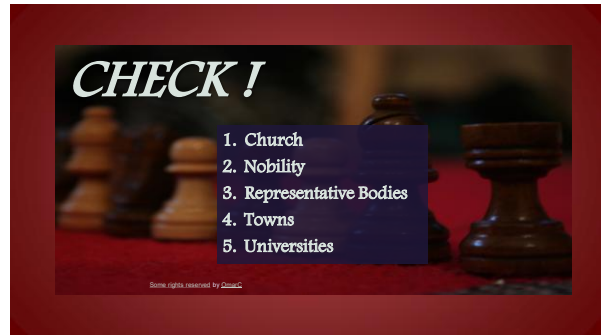 CHECK !
1. Church
2. Nobility
3. Representative Bodies
4. Towns
5. Universities
Some rights reserved by OmarC